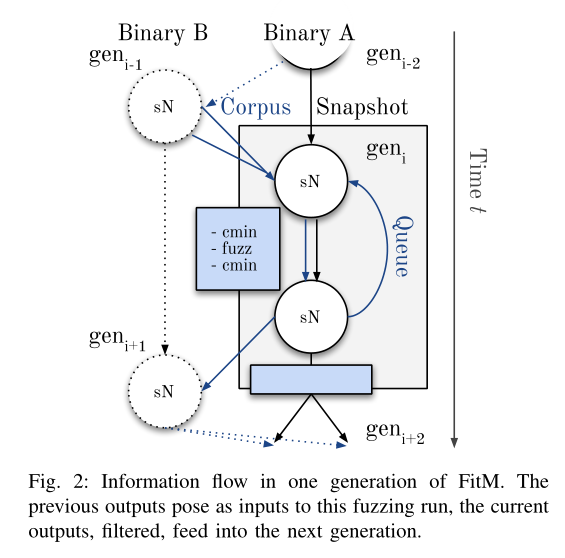 Binary B
Binary A
gen_{i-1}
gen_{i-2}
sN
Corpus
Snapshot
gen_i
sN
Time t
- cmin
- fuzz
- cmin
Queue
sN
gen_{i+1}
sN
gen_{i+2}
Fig. 2: Information flow in one generation of FitM. The
previous outputs pose as inputs to this fuzzing run, the current
outputs, filtered, feed into the next generation.